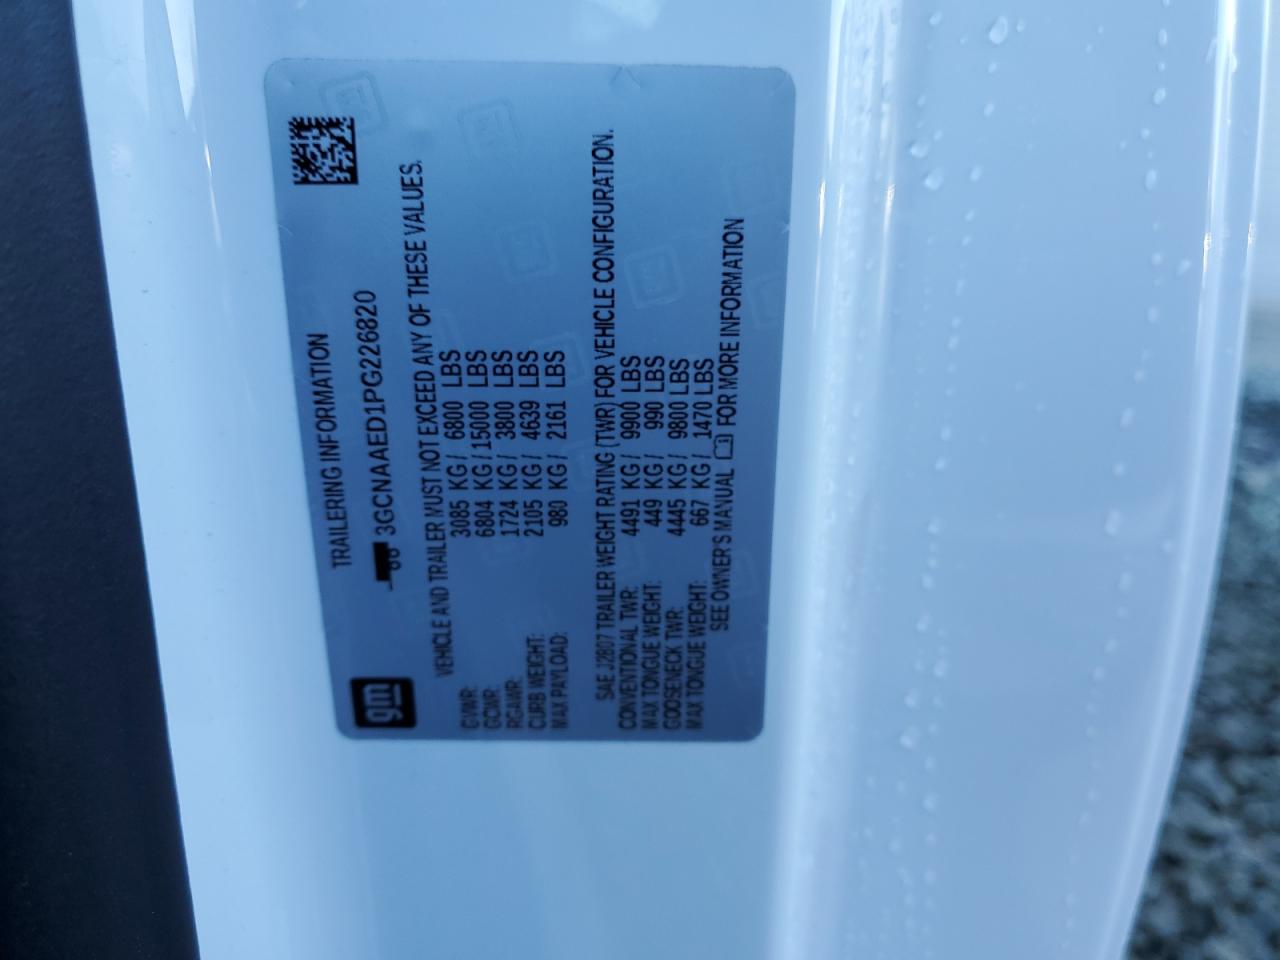 gm
TRAILERING INFORMATION
3GCNAAED1PG226820
VEHICLE AND TRAILER MUST NOT EXCEED ANY OF THESE VALUES.
GVWR: 3085 KG / 6800 LBS
GCWR: 6804 KG / 15000 LBS
RGAWR: 1724 KG / 3800 LBS
CURB WEIGHT: 2105 KG / 4639 LBS
MAX PAYLOAD: 980 KG / 2161 LBS
SAE J2807 TRAILER WEIGHT RATING (TWR) FOR VEHICLE CONFIGURATION.
CONVENTIONAL TWR: 4491 KG / 9900 LBS
MAX TONGUE WEIGHT: 449 KG / 990 LBS
GOOSENECK TWR: 4445 KG / 9800 LBS
MAX TONGUE WEIGHT: 667 KG / 1470 LBS
SEE OWNER'S MANUAL FOR MORE INFORMATION